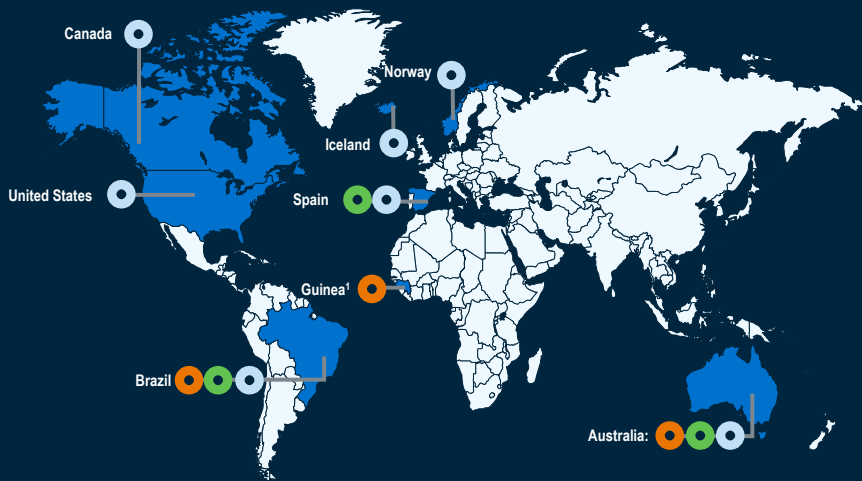 Canada
Norway
Iceland
United States
Spain
Guinea¹
Brazil
Australia: